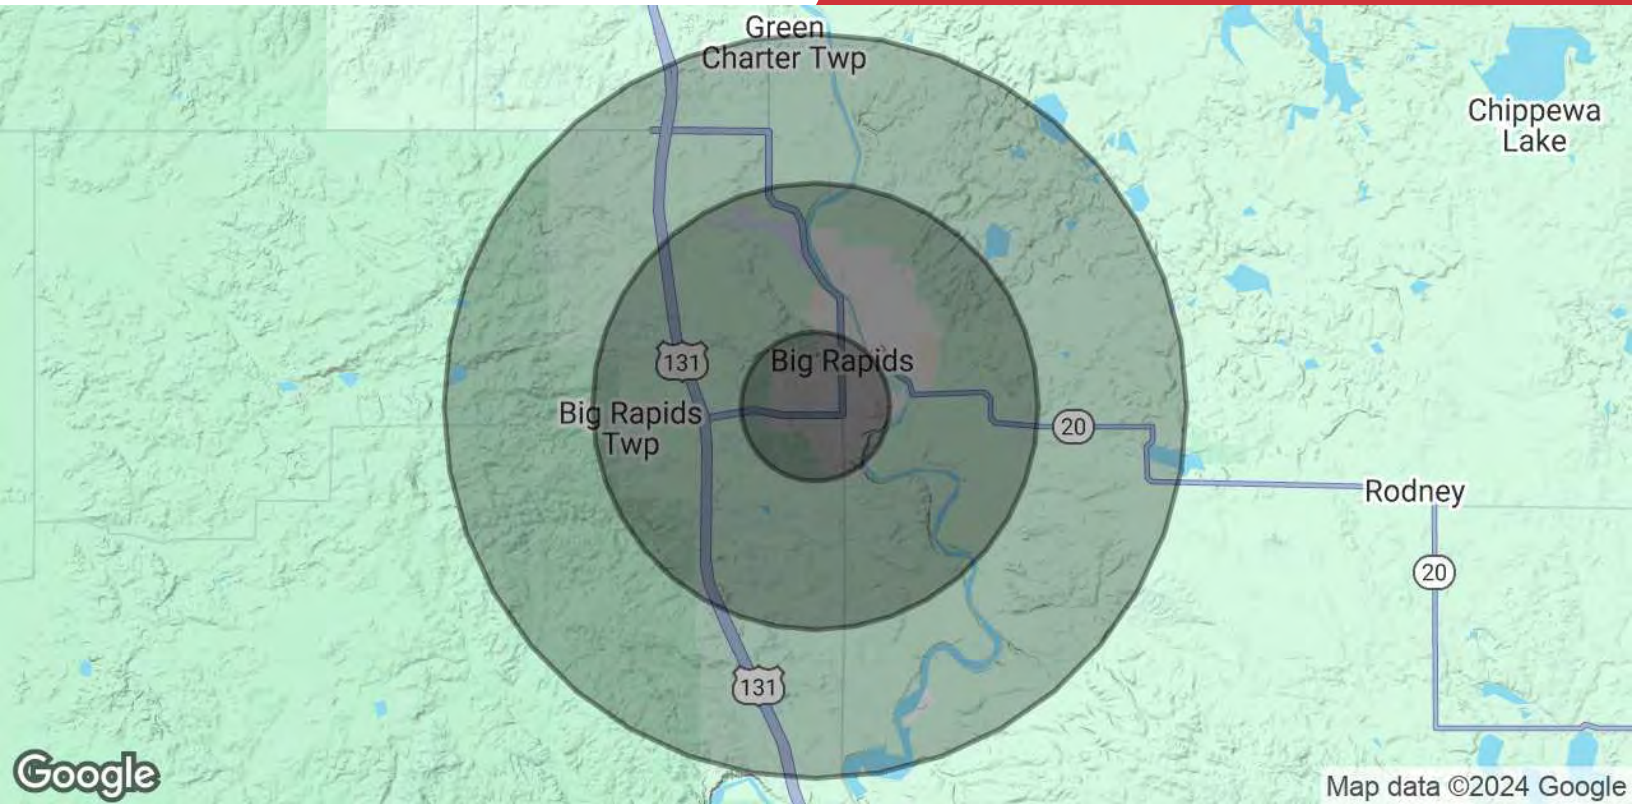 Green
Charter Twp
Chippewa
Lake
131
Big Rapids
Big Rapids
Twp
20
Rodney
20
131
Google
Map data ©2024 Google